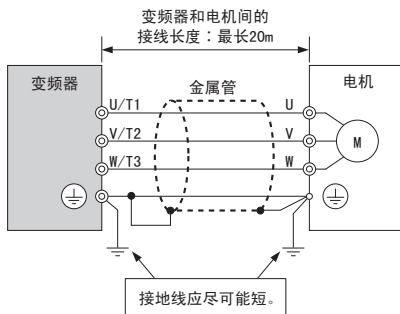 变频器和电机间的
接线长度：最长20m
变频器
金属管
电机
U/T1
U
V/T2
V
M
W/T3
W
接地线应尽可能短。